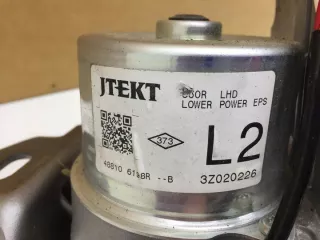 JTEKT
LHD
LOWER POWER EPS
373
L2
3Z020226